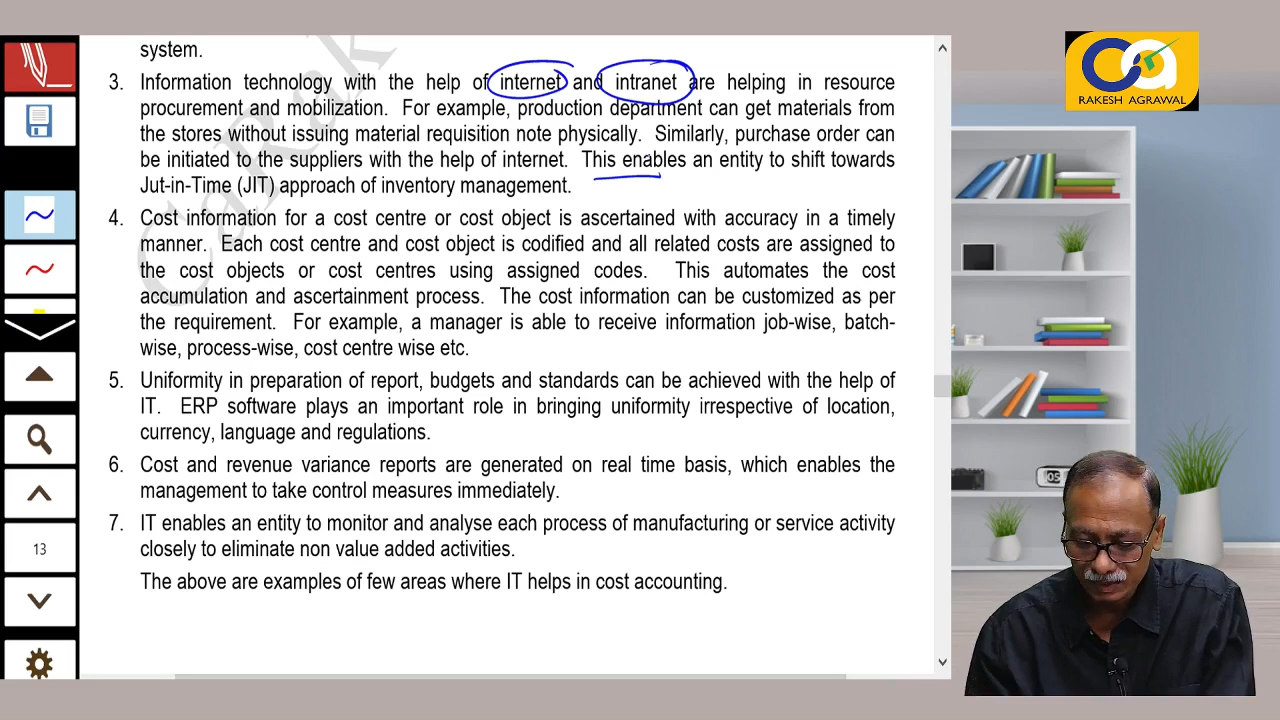 system.
3. Information technology with the help of internet and intranet are helping in resource
procurement and mobilization. For example, production department can get materials from
the stores without issuing material requisition note physically. Similarly, purchase order can
be initiated to the suppliers with the help of internet. This enables an entity to shift towards
Jut-in-Time (JIT) approach of inventory management.
4. Cost information for a cost centre or cost object is ascertained with accuracy in a timely
manner. Each cost centre and cost object is codified and all related costs are assigned to
the cost objects or cost centres using assigned codes. This automates the cost
accumulation and ascertainment process. The cost information can be customized as per
the requirement. For example, a manager is able to receive information job-wise, batch-
wise, process-wise, cost centre wise etc.
5. Uniformity in preparation of report, budgets and standards can be achieved with the help of
IT. ERP software plays an important role in bringing uniformity irrespective of location,
currency, language and regulations.
6. Cost and revenue variance reports are generated on real time basis, which enables the
management to take control measures immediately.
7. IT enables an entity to monitor and analyse each process of manufacturing or service activity
closely to eliminate non value added activities.
The above are examples of few areas where IT helps in cost accounting.
13
ca
RAKESH AGRAWAL